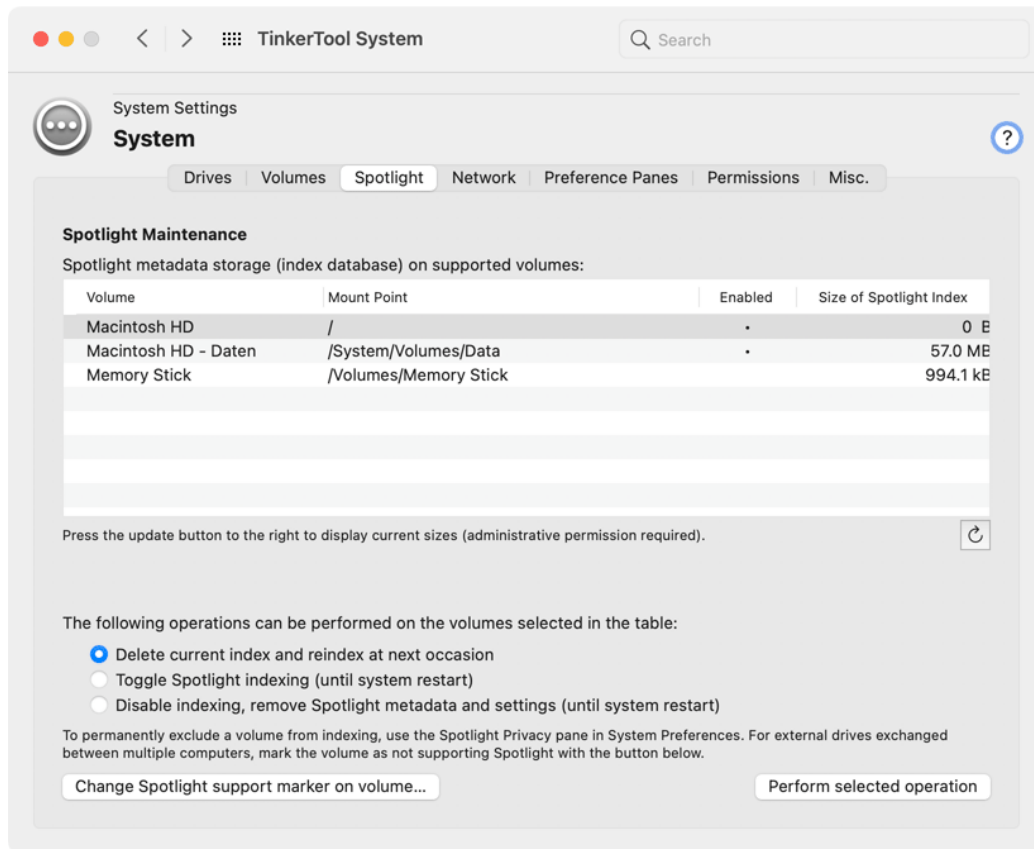 TinkerTool System
Search
System Settings
System
?
Drives Volumes Spotlight Network Preference Panes Permissions Misc.
Spotlight Maintenance
Spotlight metadata storage (index database) on supported volumes:
Volume Mount Point Enabled Size of Spotlight Index
Macintosh HD / • 0 B
Macintosh HD - Daten /System/Volumes/Data • 57.0 MB
Memory Stick /Volumes/Memory Stick 994.1 kB
Press the update button to the right to display current sizes (administrative permission required).
The following operations can be performed on the volumes selected in the table:
Delete current index and reindex at next occasion
Toggle Spotlight indexing (until system restart)
Disable indexing, remove Spotlight metadata and settings (until system restart)
To permanently exclude a volume from indexing, use the Spotlight Privacy pane in System Preferences. For external drives exchanged
between multiple computers, mark the volume as not supporting Spotlight with the button below.
Change Spotlight support marker on volume... Perform selected operation